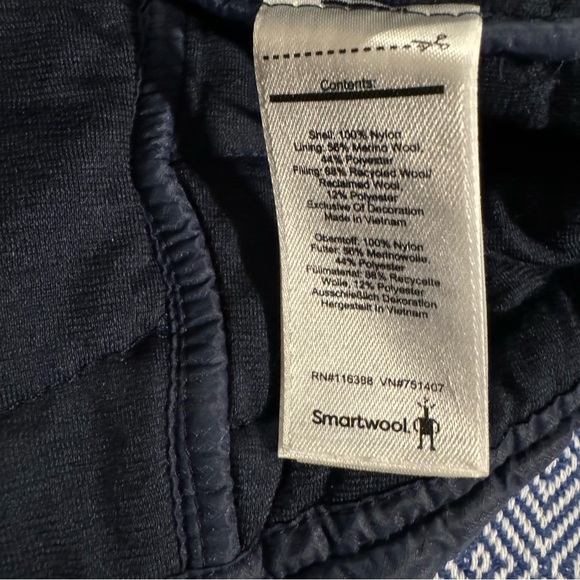 Contents:
Shell: 100% Nylon
Lining: 56% Merino Wool,
44% Polyester
Filling: 88% Recycled Wool/
Reclaimed Wool,
12% Polyester
Exclusive Of Decoration
Made in Vietnam
Oberstoff: 100% Nylon
Futter: 56% Merinowolle,
44% Polyester
Füllmaterial: 88% Recycelte
Wolle, 12% Polyester
Ausschließlich Dekoration
Hergestellt in Vietnam
RN#116388 VN#751407
Smartwool.